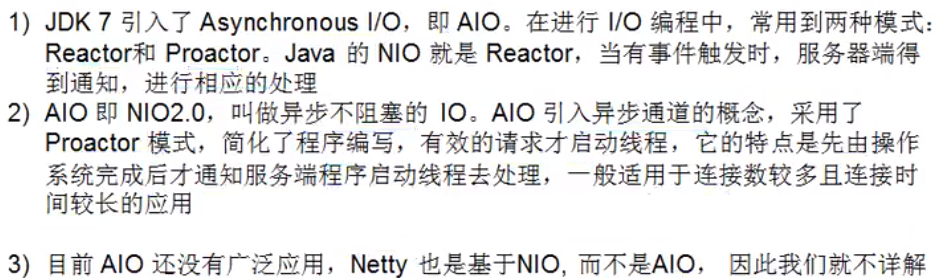 1) JDK 7 引入了 Asynchronous I/O，即 AIO。在进行 I/O 编程中，常用到两种模式：
Reactor和 Proactor。Java 的 NIO 就是 Reactor，当有事件触发时，服务器端得
到通知，进行相应的处理
2) AIO 即 NIO2.0，叫做异步不阻塞的 IO。AIO 引入异步通道的概念，采用了
Proactor 模式，简化了程序编写，有效的请求才启动线程，它的特点是先由操作
系统完成后才通知服务端程序启动线程去处理，一般适用于连接数较多且连接时
间较长的应用
3) 目前 AIO 还没有广泛应用，Netty 也是基于NIO, 而不是AIO， 因此我们就不详解